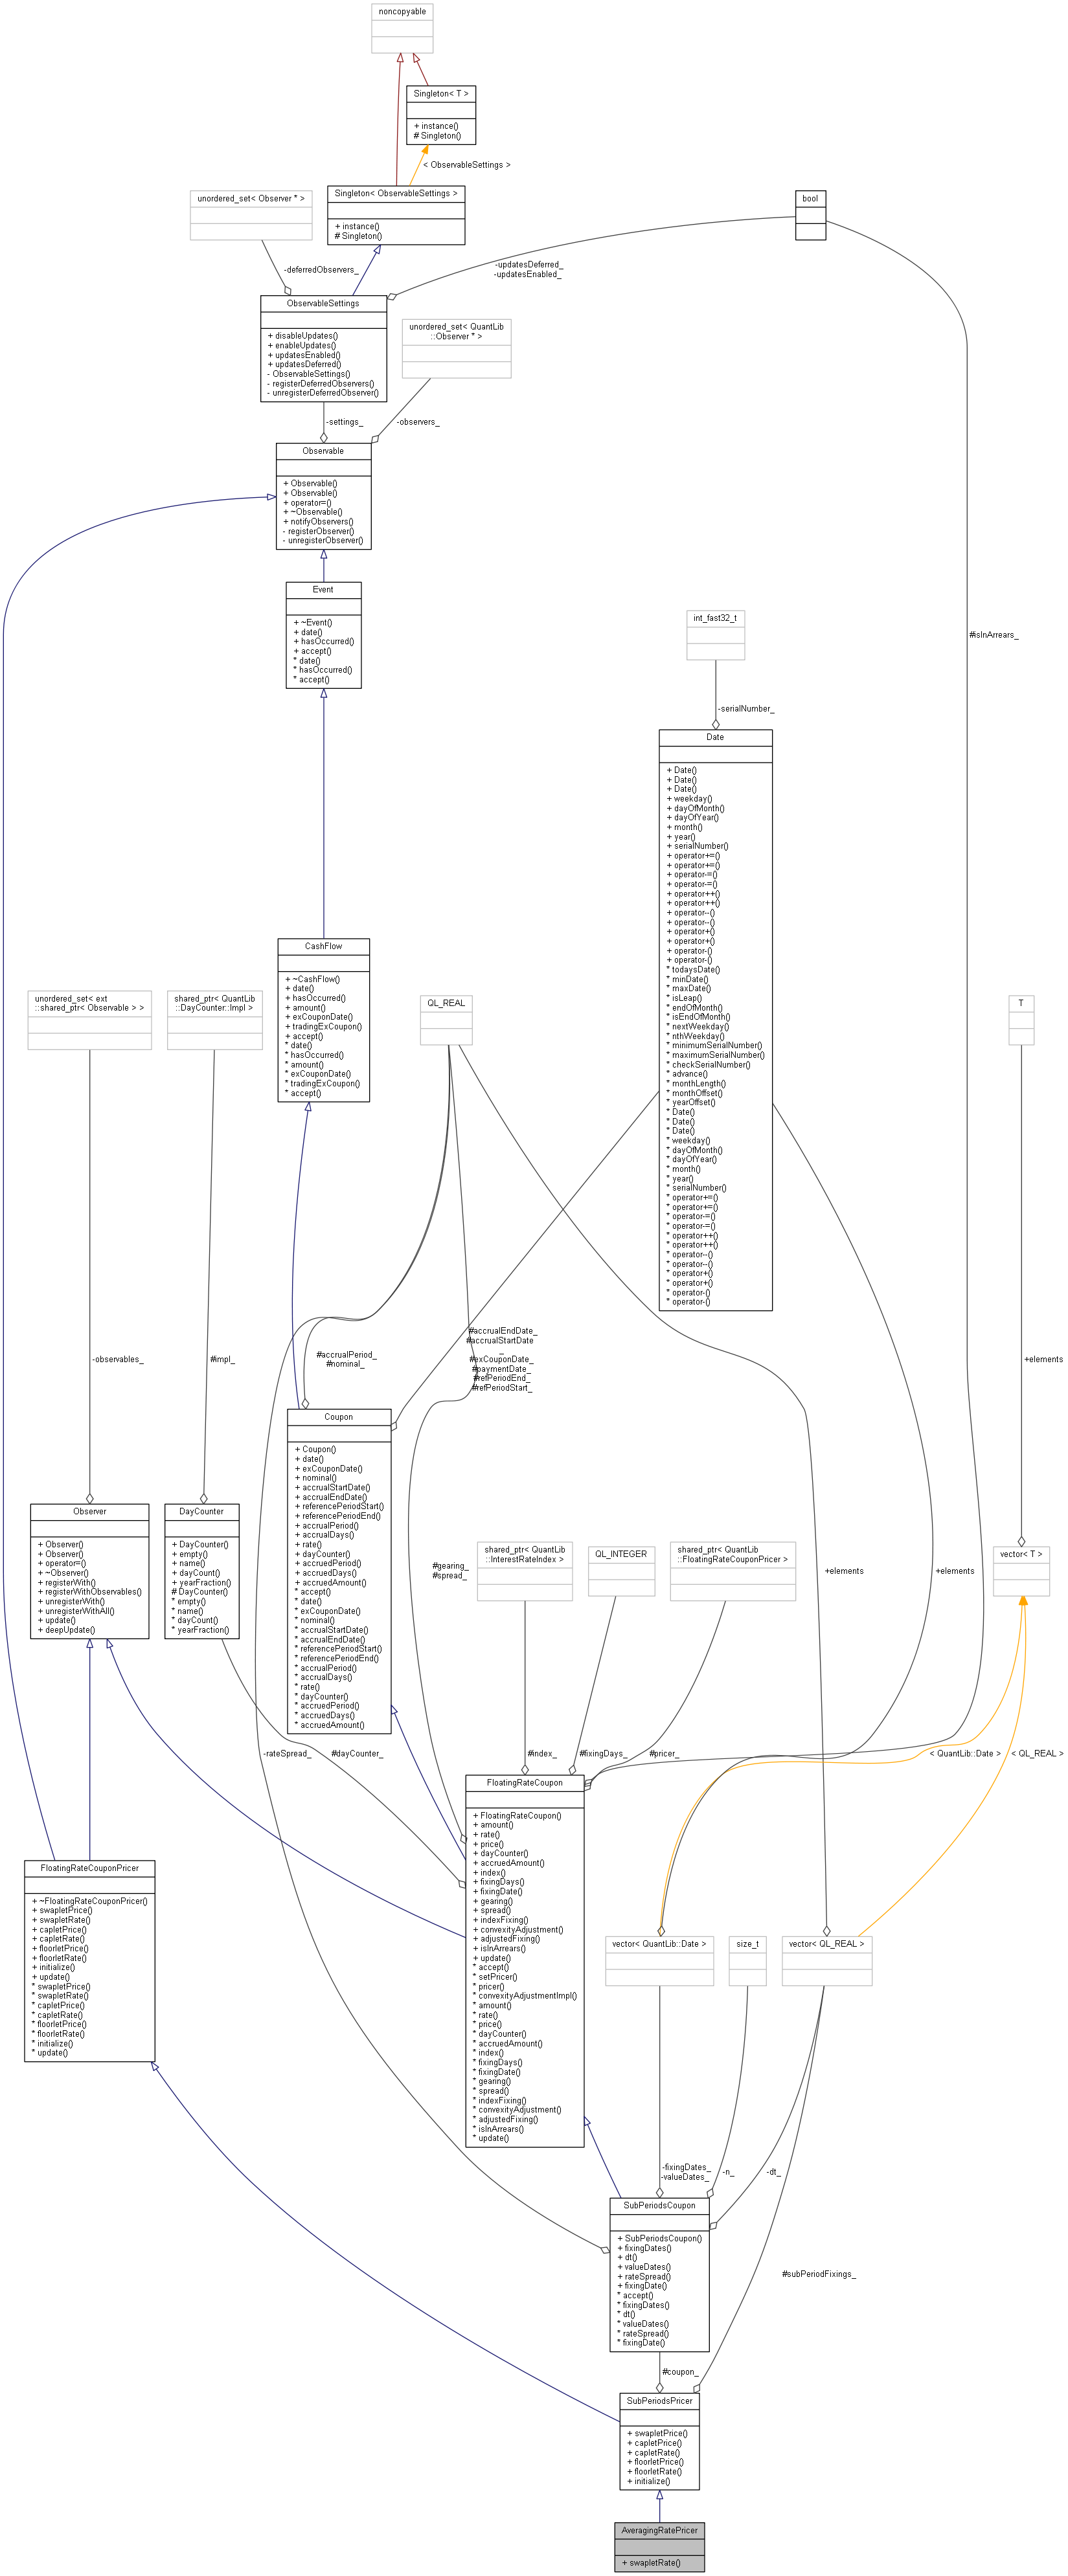 noncopyable
Singleton< T >
+ instance()
# Singleton()
< ObservableSettings >
unordered_set< Observer * >
Singleton< ObservableSettings >
+ instance()
# Singleton()
bool
-deferredObservers_
-updatesDeferred_
-updatesEnabled_
ObservableSettings
+ disableUpdates()
+ enableUpdates()
+ updatesEnabled()
+ updatesDeferred()
- ObservableSettings()
- registerDeferredObservers()
- unregisterDeferredObserver()
unordered_set< QuantLib
::Observer * >
-settings_
-observers_
Observable
+ Observable()
+ Observable()
+ operator=()
+ ~Observable()
+ notifyObservers()
- registerObserver()
- unregisterObserver()
Event
+ ~Event()
+ date()
+ hasOccurred()
+ accept()
* date()
* hasOccurred()
* accept()
int_fast32_t
#isInArrears_
-serialNumber_
Date
+ Date()
+ Date()
+ Date()
+ weekday()
+ dayOfMonth()
+ dayOfYear()
+ month()
+ year()
+ serialNumber()
+ operator+=()
+ operator+=()
+ operator-=()
+ operator-=()
+ operator++()
+ operator++()
+ operator--()
+ operator--()
+ operator+()
+ operator+()
+ operator-()
+ operator-()
* todaysDate()
* minDate()
* maxDate()
* isLeap()
* endOfMonth()
* isEndOfMonth()
* nextWeekday()
* nthWeekday()
* minimumSerialNumber()
* maximumSerialNumber()
* checkSerialNumber()
* advance()
* monthLength()
* monthOffset()
* yearOffset()
* Date()
* Date()
* Date()
* weekday()
* dayOfMonth()
* dayOfYear()
* month()
* year()
* serialNumber()
* operator+=()
* operator+=()
* operator-=()
* operator-=()
* operator++()
* operator++()
* operator--()
* operator--()
* operator+()
* operator+()
* operator-()
* operator-()
CashFlow
+ ~CashFlow()
+ date()
+ hasOccurred()
+ amount()
+ exCouponDate()
+ tradingExCoupon()
+ accept()
* date()
* hasOccurred()
* amount()
* exCouponDate()
* tradingExCoupon()
* accept()
unordered_set< ext
::shared_ptr< Observable > >
shared_ptr< QuantLib
::DayCounter::Impl >
QL_REAL
T
-observables_
#impl_
#accrualPeriod_
#nominal_
#accrualEndDate_
#accrualStartDate
_
#exCouponDate_
#paymentDate_
#refPeriodEnd_
#refPeriodStart_
+elements
Coupon
+ Coupon()
+ date()
+ exCouponDate()
+ nominal()
+ accrualStartDate()
+ accrualEndDate()
+ referencePeriodStart()
+ referencePeriodEnd()
+ accrualPeriod()
+ accrualDays()
+ rate()
+ dayCounter()
+ accruedPeriod()
+ accruedDays()
+ accruedAmount()
* accept()
* date()
* exCouponDate()
* nominal()
* accrualStartDate()
* accrualEndDate()
* referencePeriodStart()
* referencePeriodEnd()
* accrualPeriod()
* accrualDays()
* rate()
* dayCounter()
* accruedPeriod()
* accruedDays()
* accruedAmount()
Observer
+ Observer()
+ Observer()
+ operator=()
+ ~Observer()
+ registerWith()
+ registerWithObservables()
+ unregisterWith()
+ unregisterWithAll()
+ update()
+ deepUpdate()
DayCounter
+ DayCounter()
+ empty()
+ name()
+ dayCount()
+ yearFraction()
# DayCounter()
* empty()
* name()
* dayCount()
* yearFraction()
#gearing_
#spread_
shared_ptr< QuantLib
::InterestRateIndex >
QL_INTEGER
shared_ptr< QuantLib
::FloatingRateCouponPricer >
+elements
+elements
vector< T >
-rateSpread_
#dayCounter_
#index_
#fixingDays_
#pricer_
< QuantLib::Date >
< QL_REAL >
FloatingRateCoupon
+ FloatingRateCoupon()
+ amount()
+ rate()
+ price()
+ dayCounter()
+ accruedAmount()
+ index()
+ fixingDays()
+ fixingDate()
+ gearing()
+ spread()
+ indexFixing()
+ convexityAdjustment()
+ adjustedFixing()
+ isInArrears()
+ update()
* accept()
* setPricer()
* pricer()
* convexityAdjustmentImpl()
* amount()
* rate()
* price()
* dayCounter()
* accruedAmount()
* index()
* fixingDays()
* fixingDate()
* gearing()
* spread()
* indexFixing()
* convexityAdjustment()
* adjustedFixing()
* isInArrears()
* update()
FloatingRateCouponPricer
+ ~FloatingRateCouponPricer()
+ swapletPrice()
+ swapletRate()
+ capletPrice()
+ capletRate()
+ floorletPrice()
+ floorletRate()
+ initialize()
+ update()
* swapletPrice()
* swapletRate()
* capletPrice()
* capletRate()
* floorletPrice()
* floorletRate()
* initialize()
* update()
vector< QuantLib::Date >
size_t
vector< QL_REAL >
-fixingDates_
-valueDates_
-n_
-dt_
SubPeriodsCoupon
+ SubPeriodsCoupon()
+ fixingDates()
+ dt()
+ valueDates()
+ rateSpread()
+ fixingDate()
* accept()
* fixingDates()
* dt()
* valueDates()
* rateSpread()
* fixingDate()
#subPeriodFixings_
#coupon_
SubPeriodsPricer
+ swapletPrice()
+ capletPrice()
+ capletRate()
+ floorletPrice()
+ floorletRate()
+ initialize()
AveragingRatePricer
+ swapletRate()